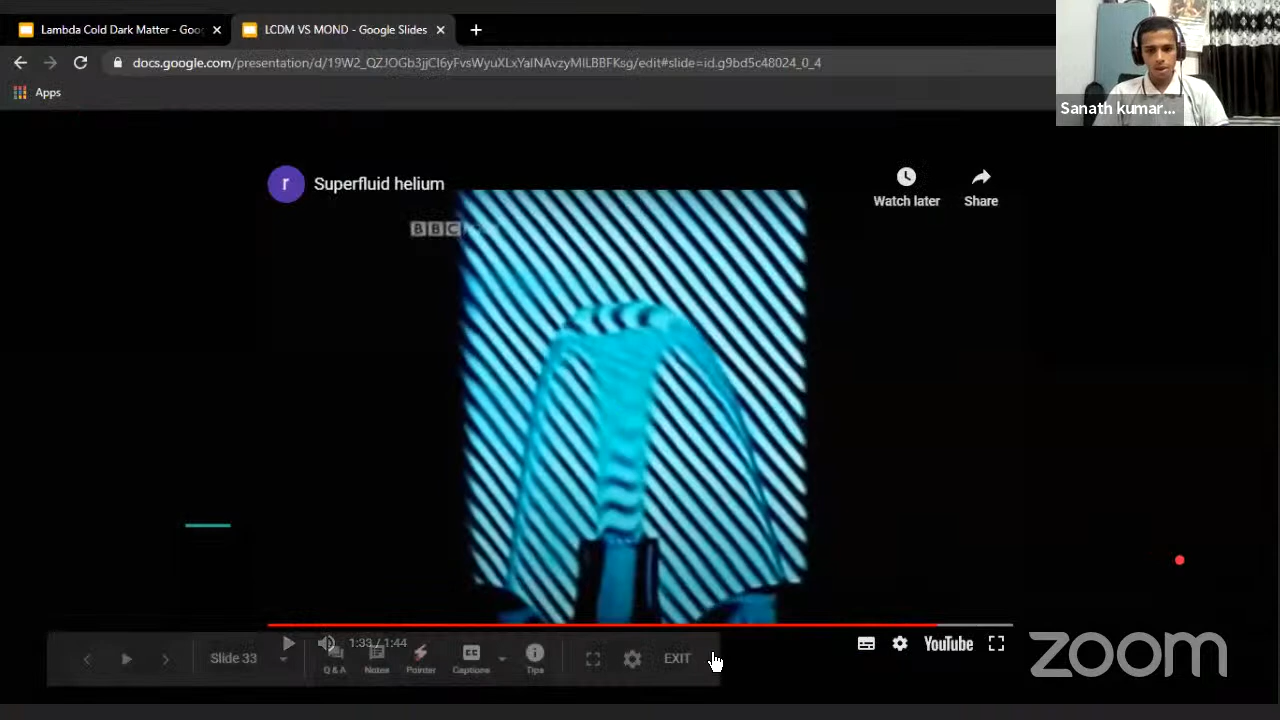 Lambda Cold Dark Matter - Goo
LCDM VS MOND - Google Slides
docs.google.com/presentation/d/19W2_QZJOGb3jjCl6yFvsWyuXLxYaINAvzyMILBBFKsg/edit#slide=id.g9bd5c48024_0_4
Apps
Sanath kumar...
r
Superfluid helium
Watch later
Share
BBC
1:33 / 1:44
YouTube
Slide 33
Q & A
Notes
Pointer
Captions
Tips
EXIT
zoom